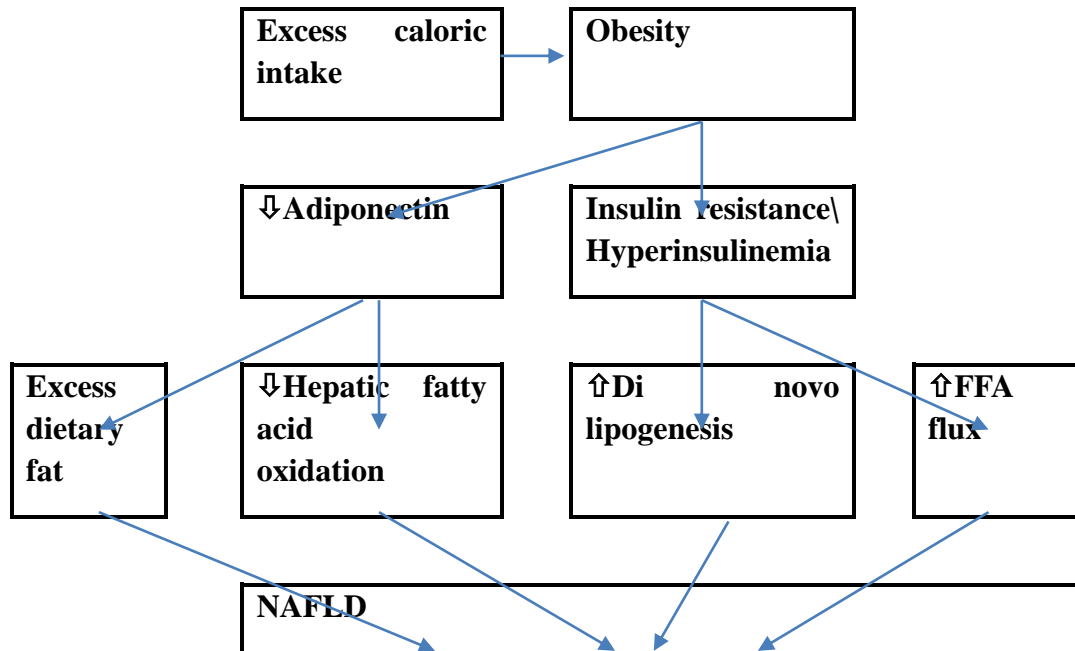 Excess caloric
intake
Obesity
⇩Adiponectin
Insulin resistance\
Hyperinsulinemia
Excess
dietary
fat
⇩Hepatic fatty
acid
oxidation
⇧Di novo
lipogenesis
⇧FFA
flux
NAFLD